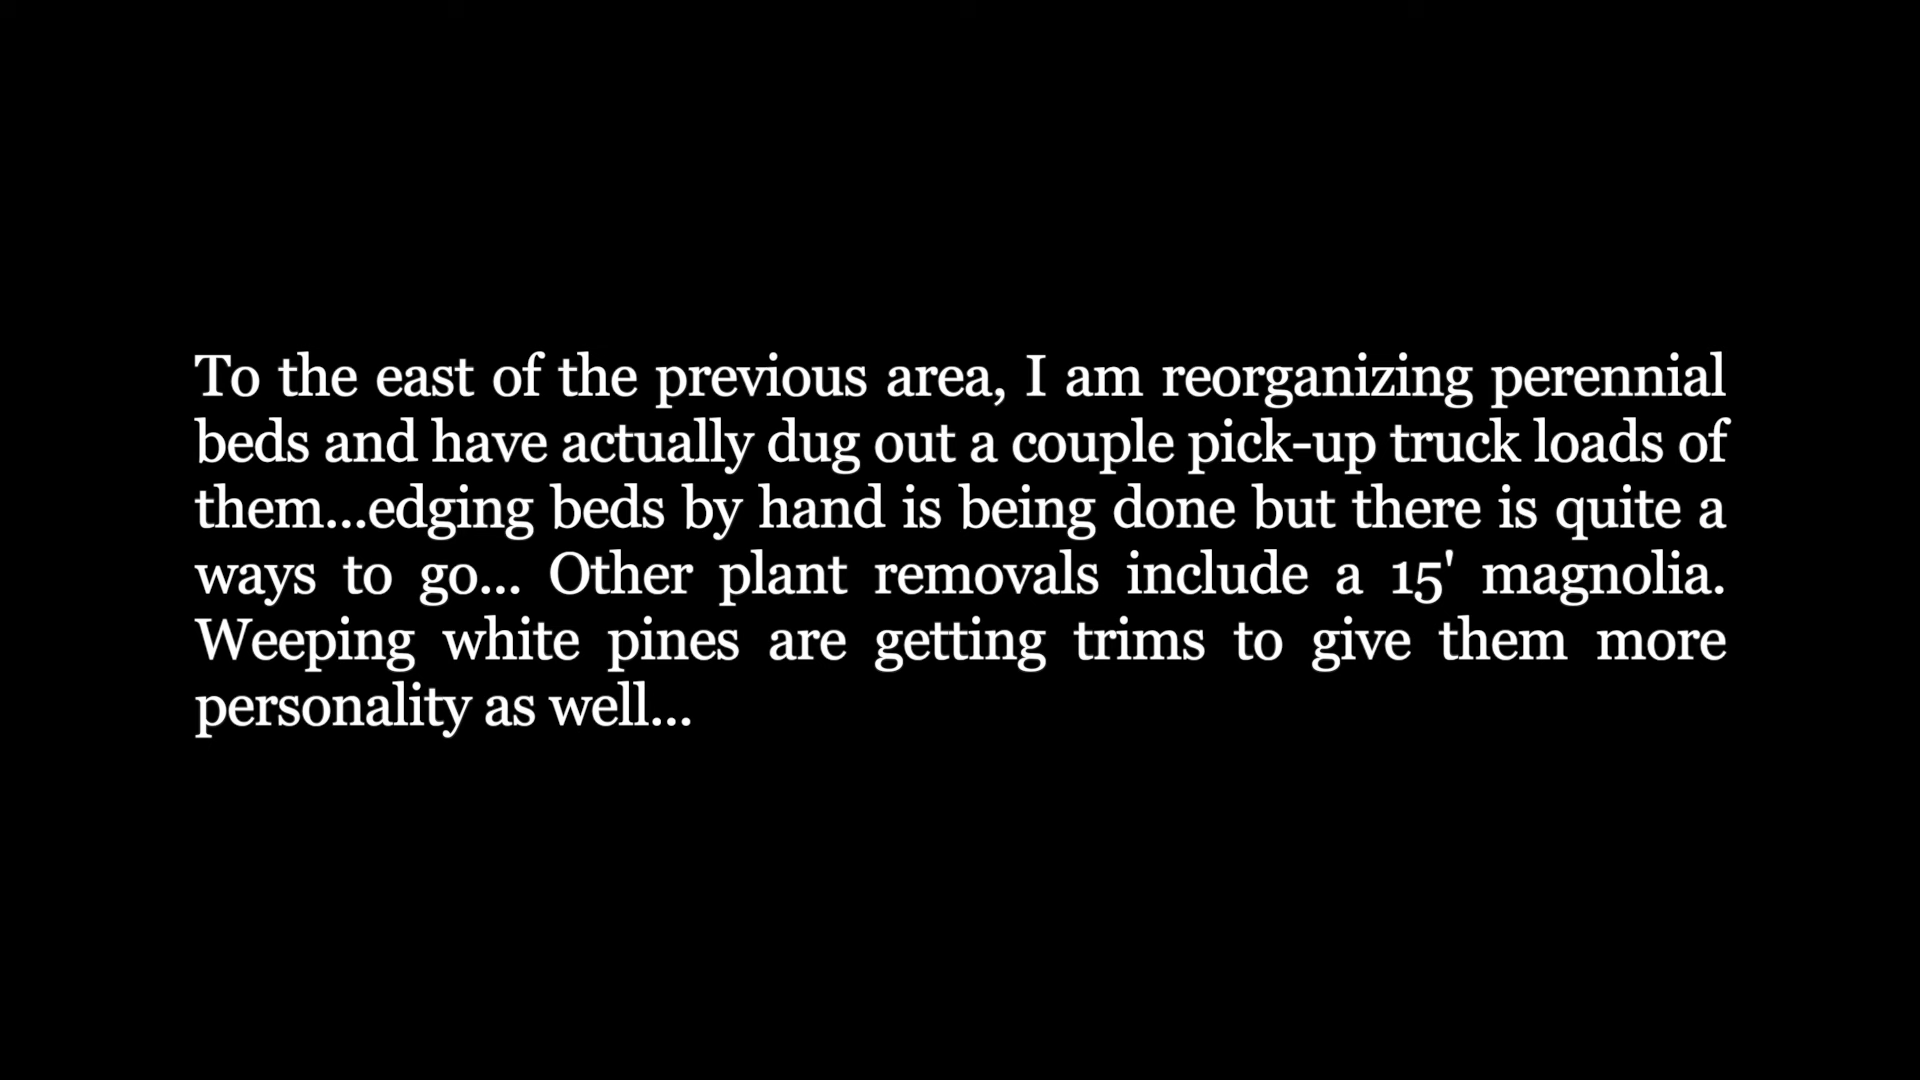 To the east of the previous area, I am reorganizing perennial
beds and have actually dug out a couple pick-up truck loads of
them...edging beds by hand is being done but there is quite a
ways to go... Other plant removals include a 15' magnolia.
Weeping white pines are getting trims to give them more
personality as well...